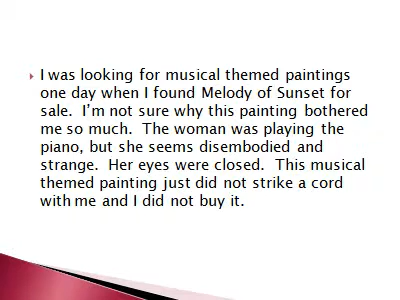 I was looking for musical themed paintings
one day when I found Melody of Sunset for
sale.  I'm not sure why this painting bothered
me so much.  The woman was playing the
piano, but she seems disembodied and
strange.  Her eyes were closed.  This musical
themed painting just did not strike a cord
with me and I did not buy it.